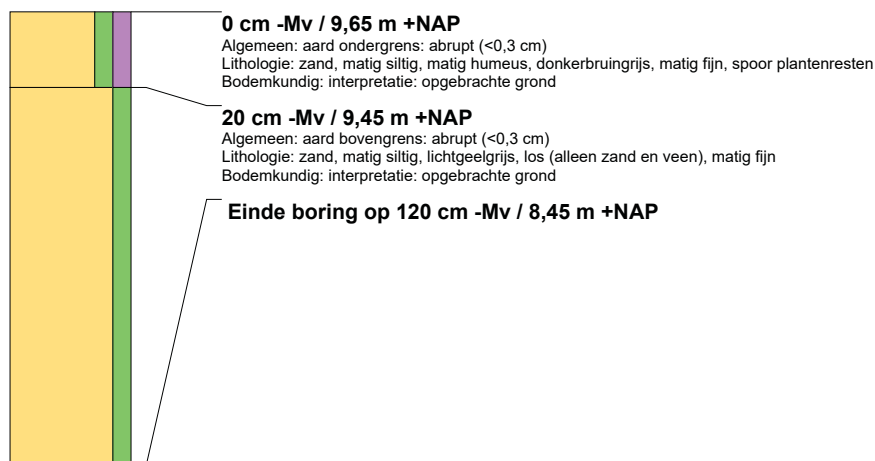 0 cm -Mv / 9,65 m +NAP
Algemeen: aard ondergrens: abrupt (<0,3 cm)
Lithologie: zand, matig siltig, matig humeus, donkerbruingrijs, matig fijn, spoor plantenresten
Bodemkundig: interpretatie: opgebrachte grond
20 cm -Mv / 9,45 m +NAP
Algemeen: aard bovengrens: abrupt (<0,3 cm)
Lithologie: zand, matig siltig, lichtgeelgrijs, los (alleen zand en veen), matig fijn
Bodemkundig: interpretatie: opgebrachte grond
Einde boring op 120 cm -Mv / 8,45 m +NAP